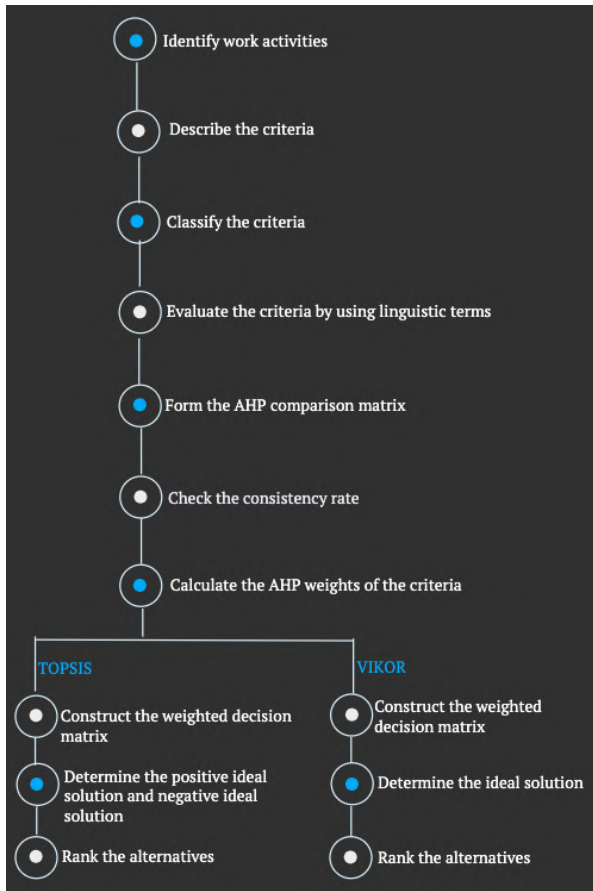 Identify work activities
Describe the criteria
Classify the criteria
Evaluate the criteria by using linguistic terms
Form the AHP comparison matrix
Check the consistency rate
Calculate the AHP weights of the criteria
TOPSIS
Construct the weighted decision
matrix
Determine the positive ideal
solution and negative ideal
solution
Rank the alternatives
VIKOR
Construct the weighted
decision matrix
Determine the ideal solution
Rank the alternatives